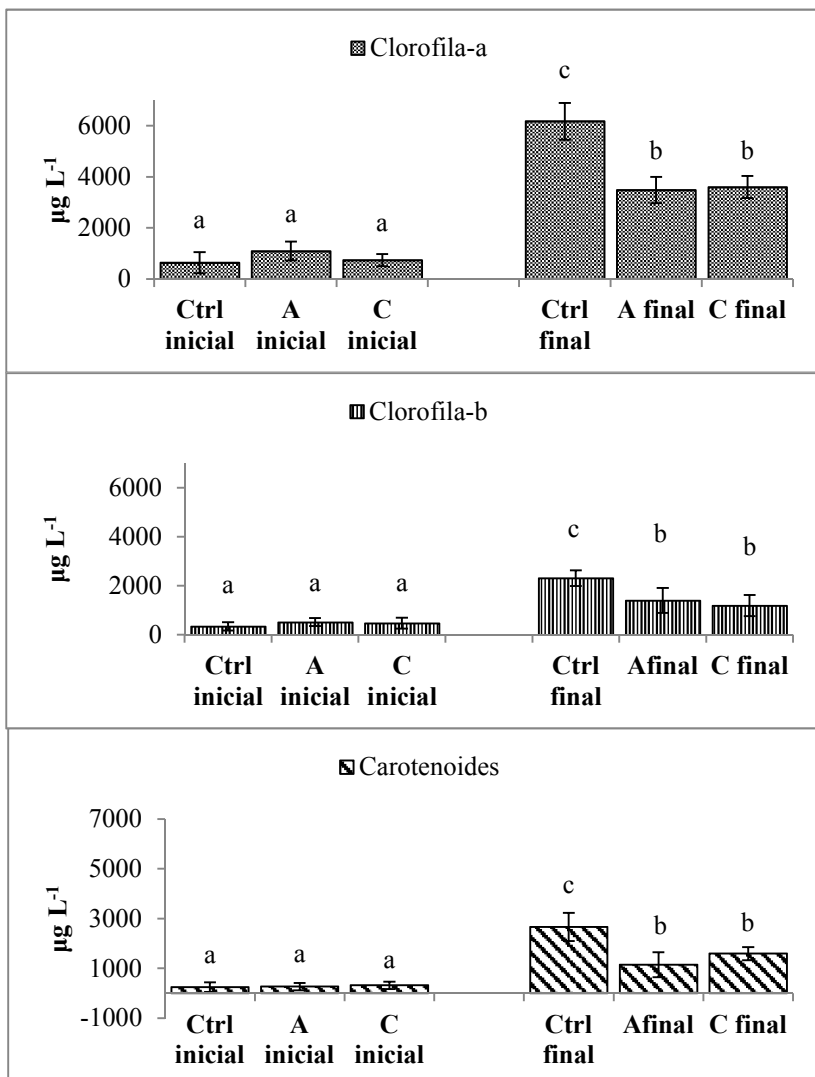 Clorofila-a
c
6000
b
b
µg L-1
4000
a
a
a
2000
0
Ctrl inicial
A inicial
C inicial
Ctrl final
A final
C final
Clorofila-b
6000
µg L-1
4000
c
b
b
2000
a
a
a
0
Ctrl inicial
A inicial
C inicial
Ctrl final
Afinal
C final
Carotenoides
7000
5000
µg L-1
c
3000
b
b
a
a
a
1000
-1000
Ctrl inicial
A inicial
C inicial
Ctrl final
Afinal
C final